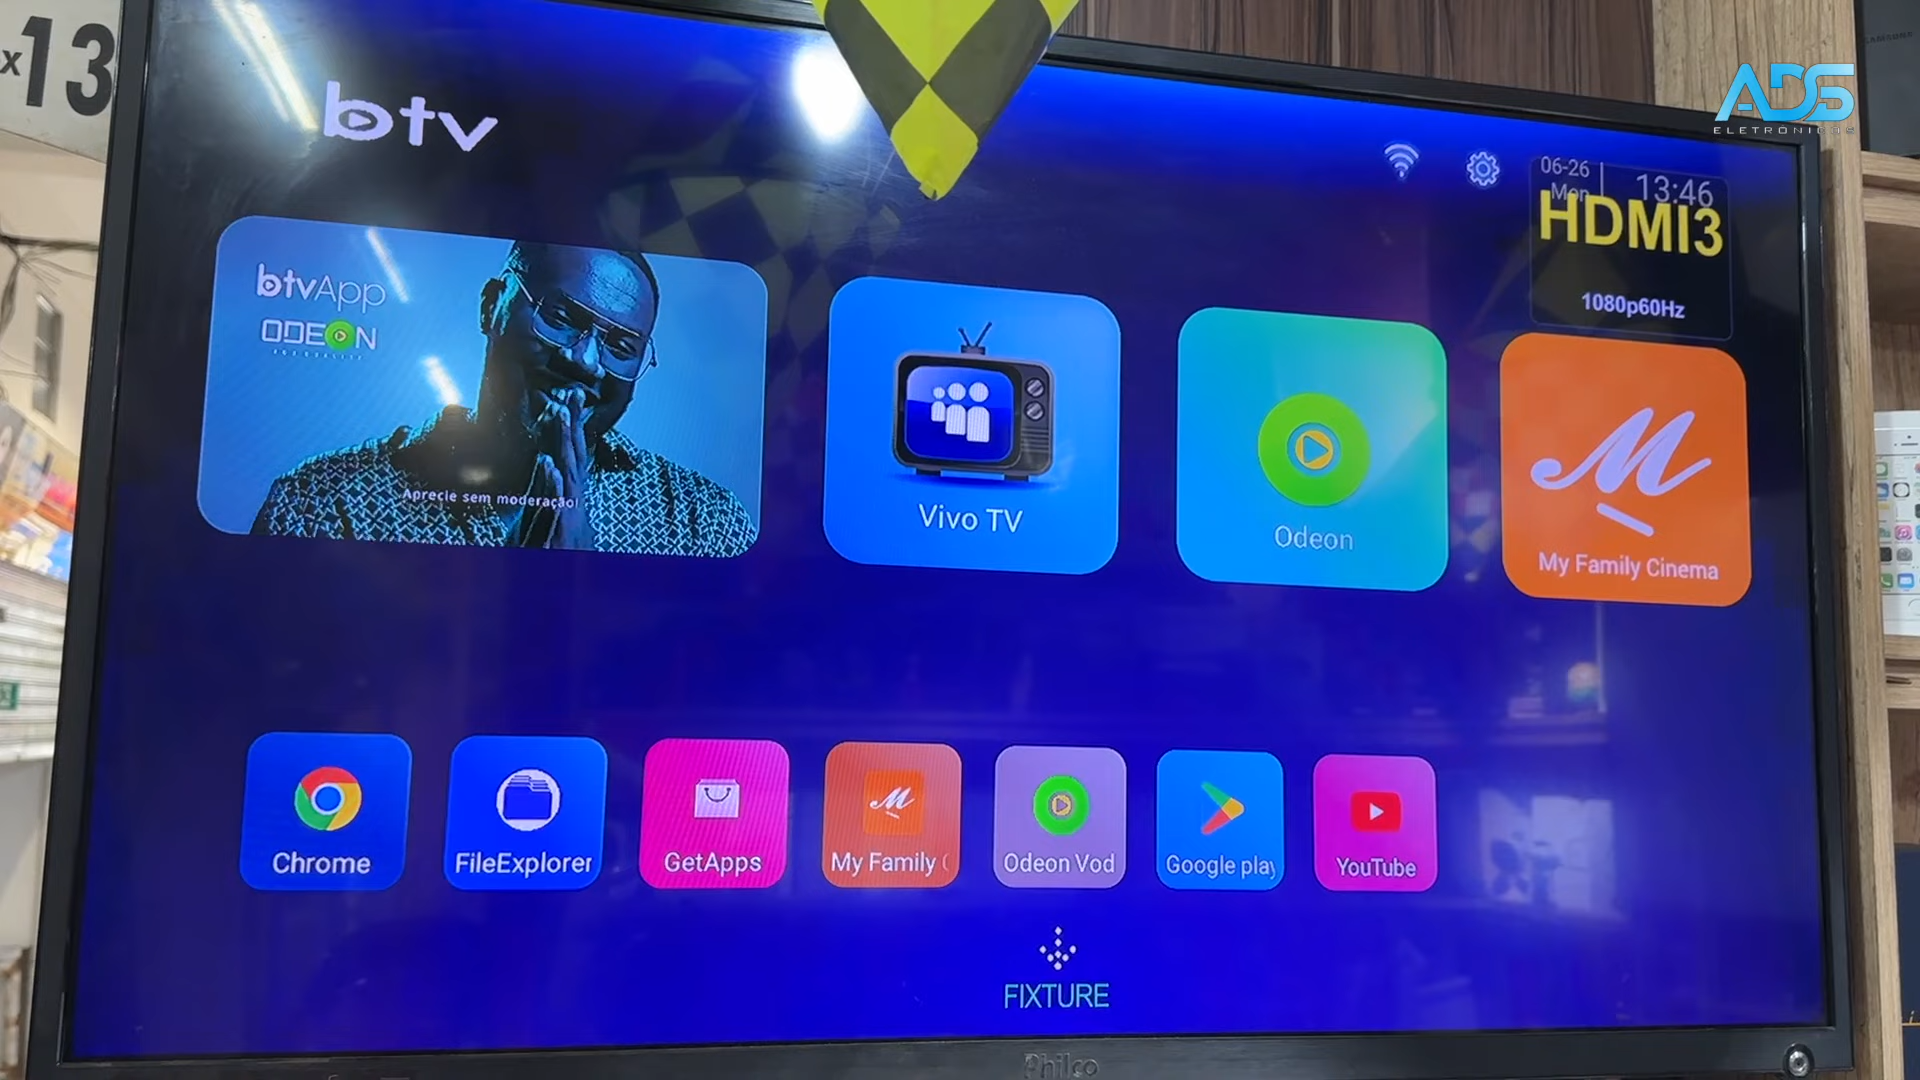 x13
btv
ADS
ELETRÔNICOS
06-26
Mon
13:46
HDMI3
1080p60Hz
btvApp
ODEON
Aprecie sem moderação!
Vivo TV
Odeon
My Family Cinema
Chrome
FileExplorer
GetApps
My Family
Odeon Vod
Google play
YouTube
FIXTURE
Philco